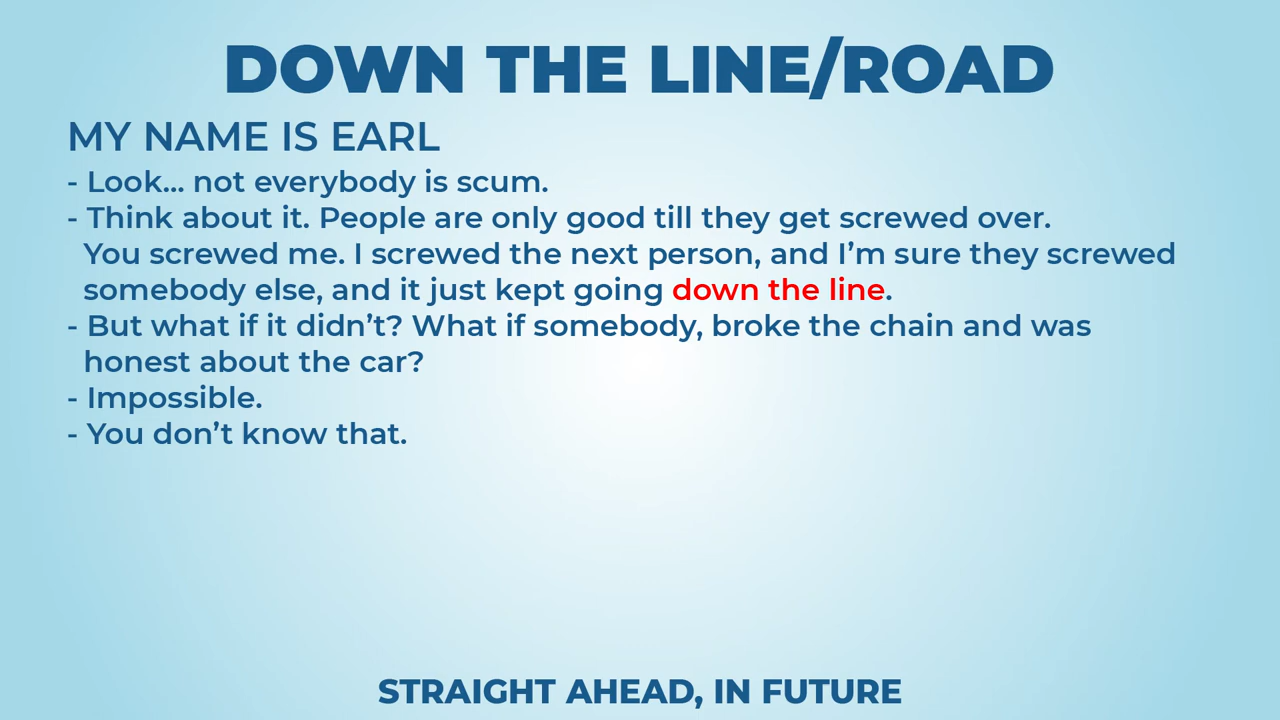 DOWN THE LINE/ROAD
MY NAME IS EARL
- Look... not everybody is scum.
- Think about it. People are only good till they get screwed over.
You screwed me. I screwed the next person, and I’m sure they screwed
somebody else, and it just kept going down the line.
- But what if it didn’t? What if somebody, broke the chain and was
honest about the car?
- Impossible.
- You don’t know that.
STRAIGHT AHEAD, IN FUTURE